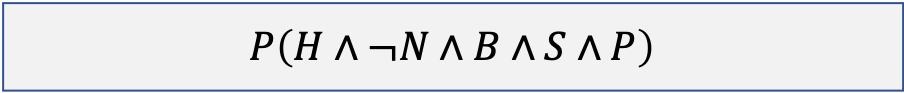 P(H ∧ ¬N ∧ B ∧ S ∧ P)